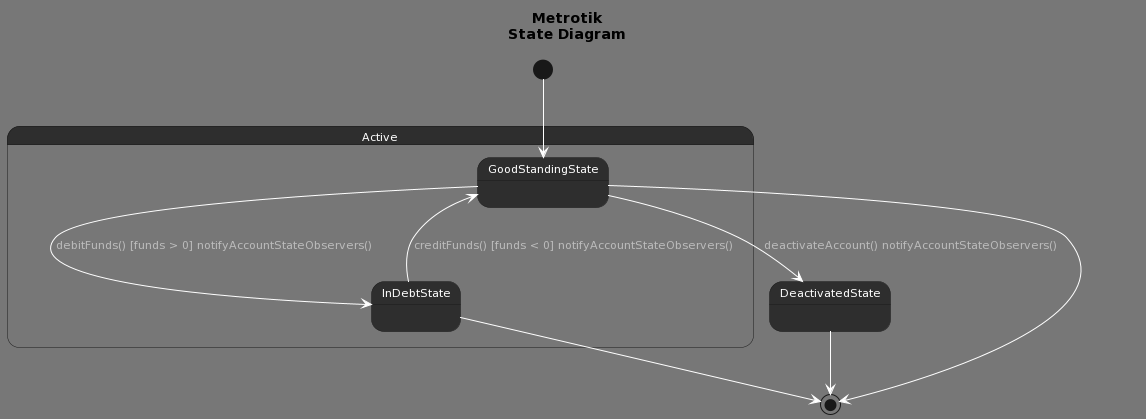 Metrotik
State Diagram
Active
GoodStandingState
debitFunds() [funds > 0] notifyAccountStateObservers()
creditFunds() [funds < 0] notifyAccountStateObservers()
deactivateAccount() notifyAccountStateObservers()
InDebtState
DeactivatedState